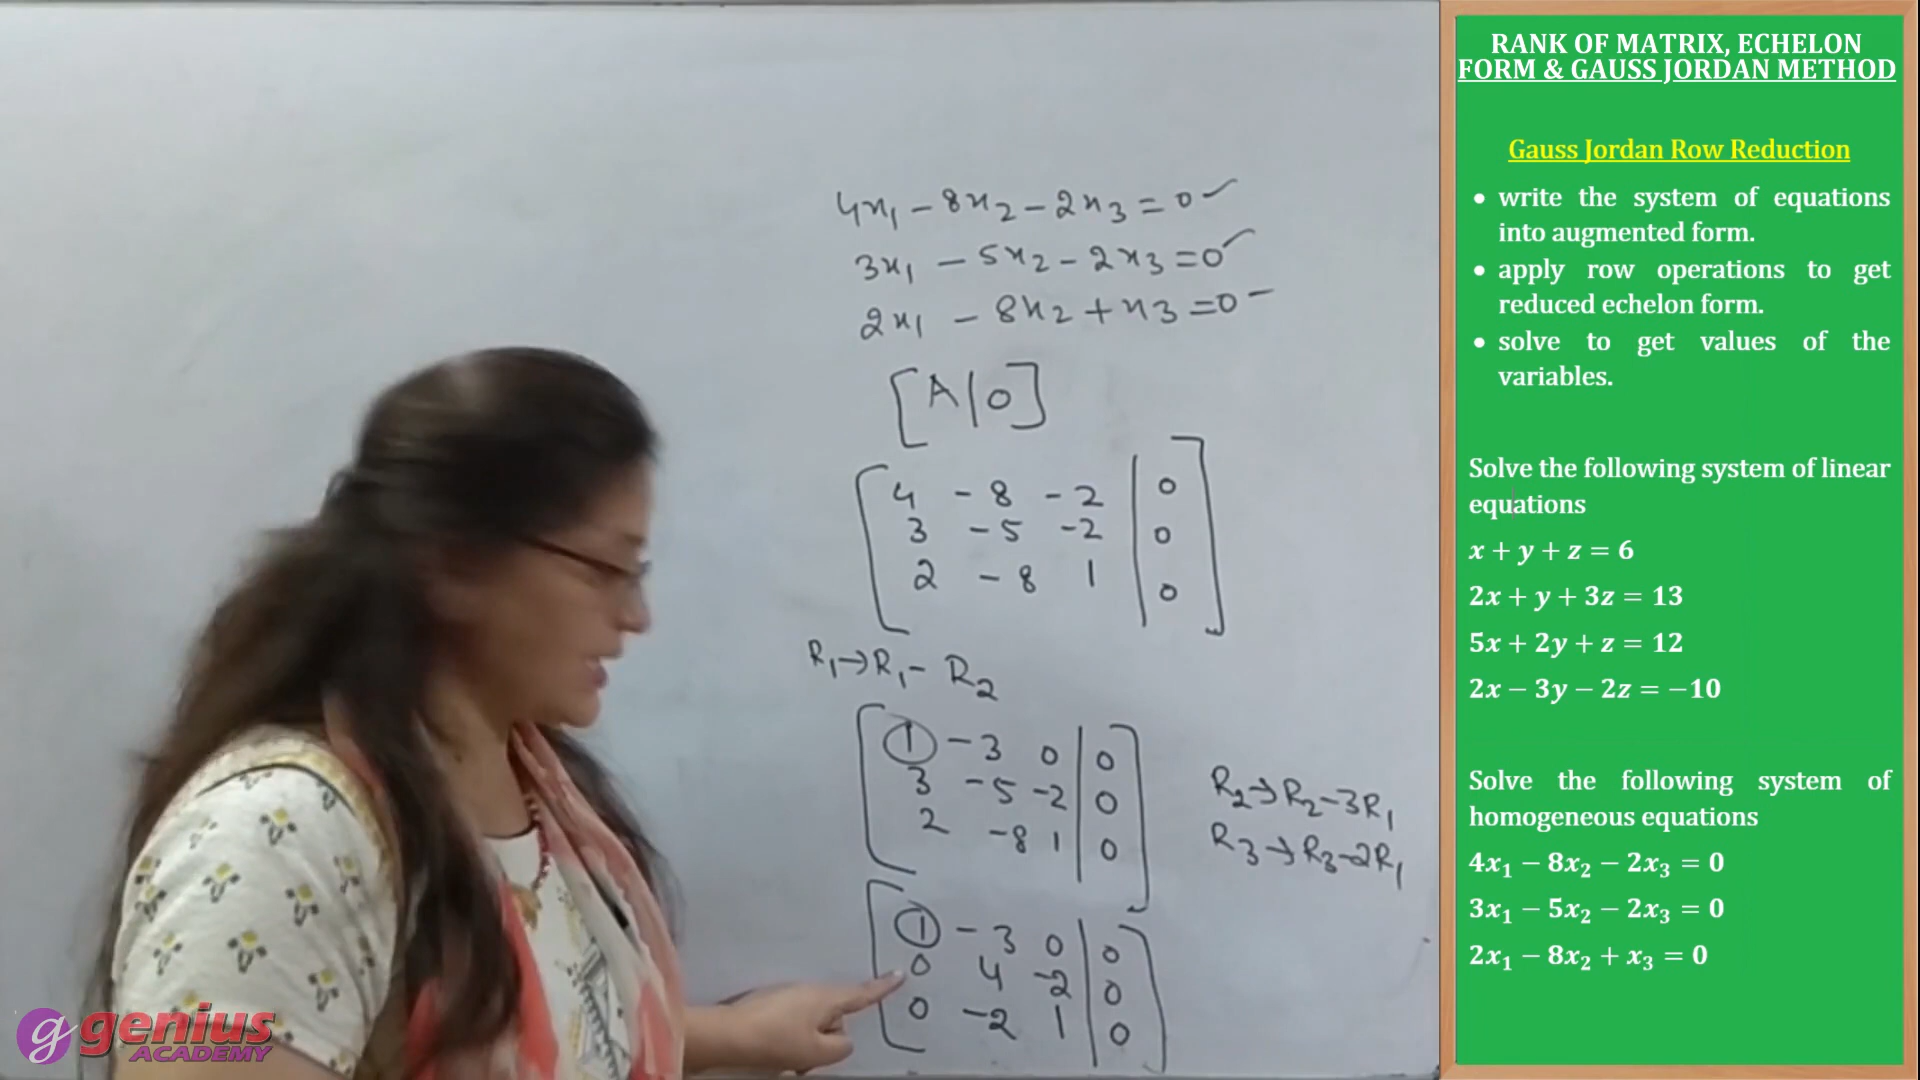 4x₁ - 8x₂ - 2x₃ = 0 ✓
3x₁ - 5x₂ - 2x₃ = 0 ✓
2x₁ - 8x₂ + x₃ = 0 -
[A|0]
4 -8 -2 | 0
3 -5 -2 | 0
2 -8 1 | 0
R₁→R₁- R₂
1 -3 0 | 0
3 -5 -2 | 0
2 -8 1 | 0
R₂→R₂-3R₁
R₃→R₃-2R₁
1 -3 0 | 0
0 4 -2 | 0
0 -2 1 | 0
g genius
ACADEMY
RANK OF MATRIX, ECHELON
FORM & GAUSS JORDAN METHOD
Gauss Jordan Row Reduction
• write the system of equations
into augmented form.
• apply row operations to get
reduced echelon form.
• solve to get values of the
variables.
Solve the following system of linear
equations
x + y + z = 6
2x + y + 3z = 13
5x + 2y + z = 12
2x − 3y − 2z = −10
Solve the following system of
homogeneous equations
4x₁ − 8x₂ − 2x₃ = 0
3x₁ − 5x₂ − 2x₃ = 0
2x₁ − 8x₂ + x₃ = 0